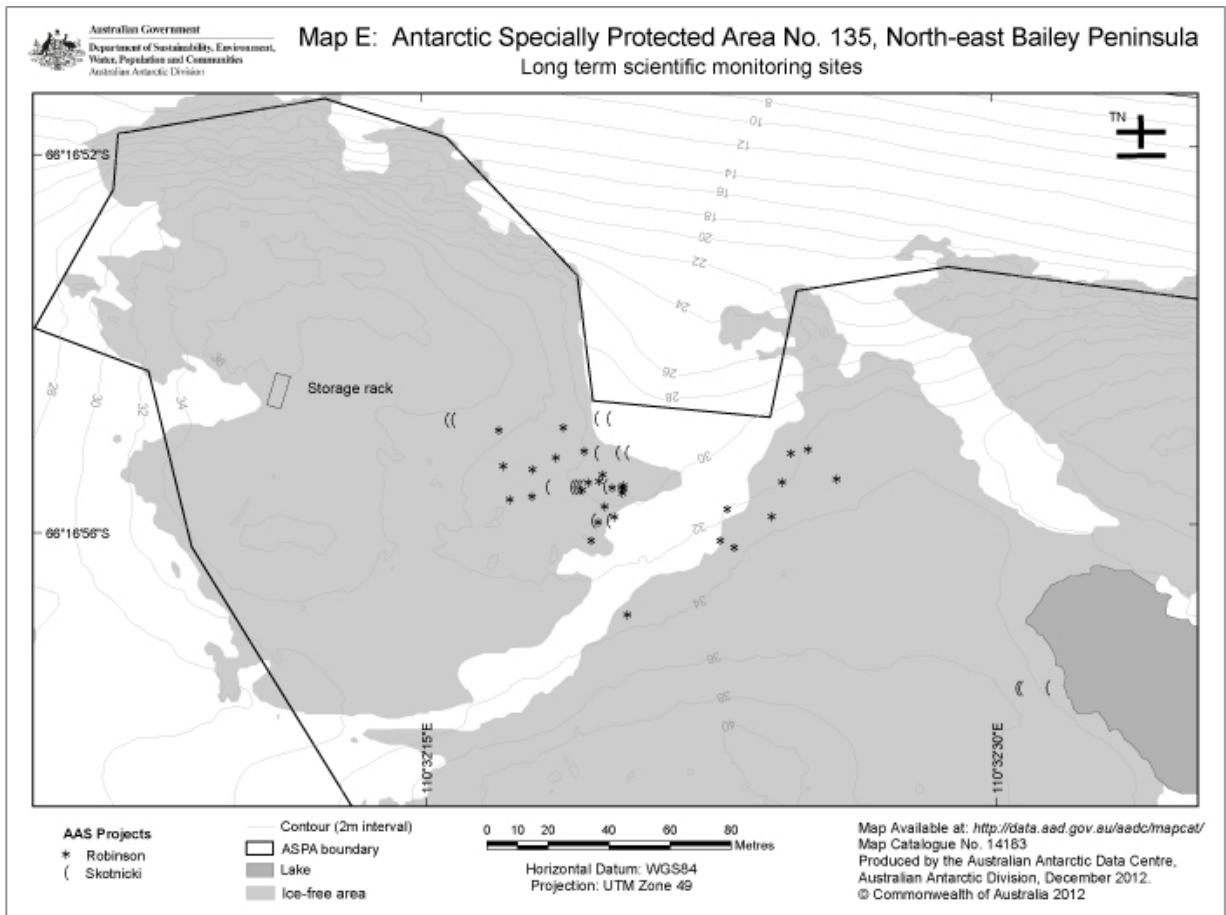 Australian Government
Department of Sustainability, Environment,
Water, Population and Communities
Australian Antarctic Division
Map E: Antarctic Specially Protected Area No. 135, North-east Bailey Peninsula
Long term scientific monitoring sites
TN
66°16'52"S
66°16'56"S
8
10
12
14
16
18
20
22
24
26
28
30
32
34
36
38
40
28
30
32
34
36
Storage rack
110°32'15"E
110°32'30"E
AAS Projects
* Robinson
( Skotnicki
Contour (2m interval)
ASPA boundary
Lake
Ice-free area
0 10 20 40 60 80
Metres
Horizontal Datum: WGS84
Projection: UTM Zone 49
Map Available at: http://data.aad.gov.au/aadc/mapcat/
Map Catalogue No. 14183
Produced by the Australian Antarctic Data Centre,
Australian Antarctic Division, December 2012.
© Commonwealth of Australia 2012